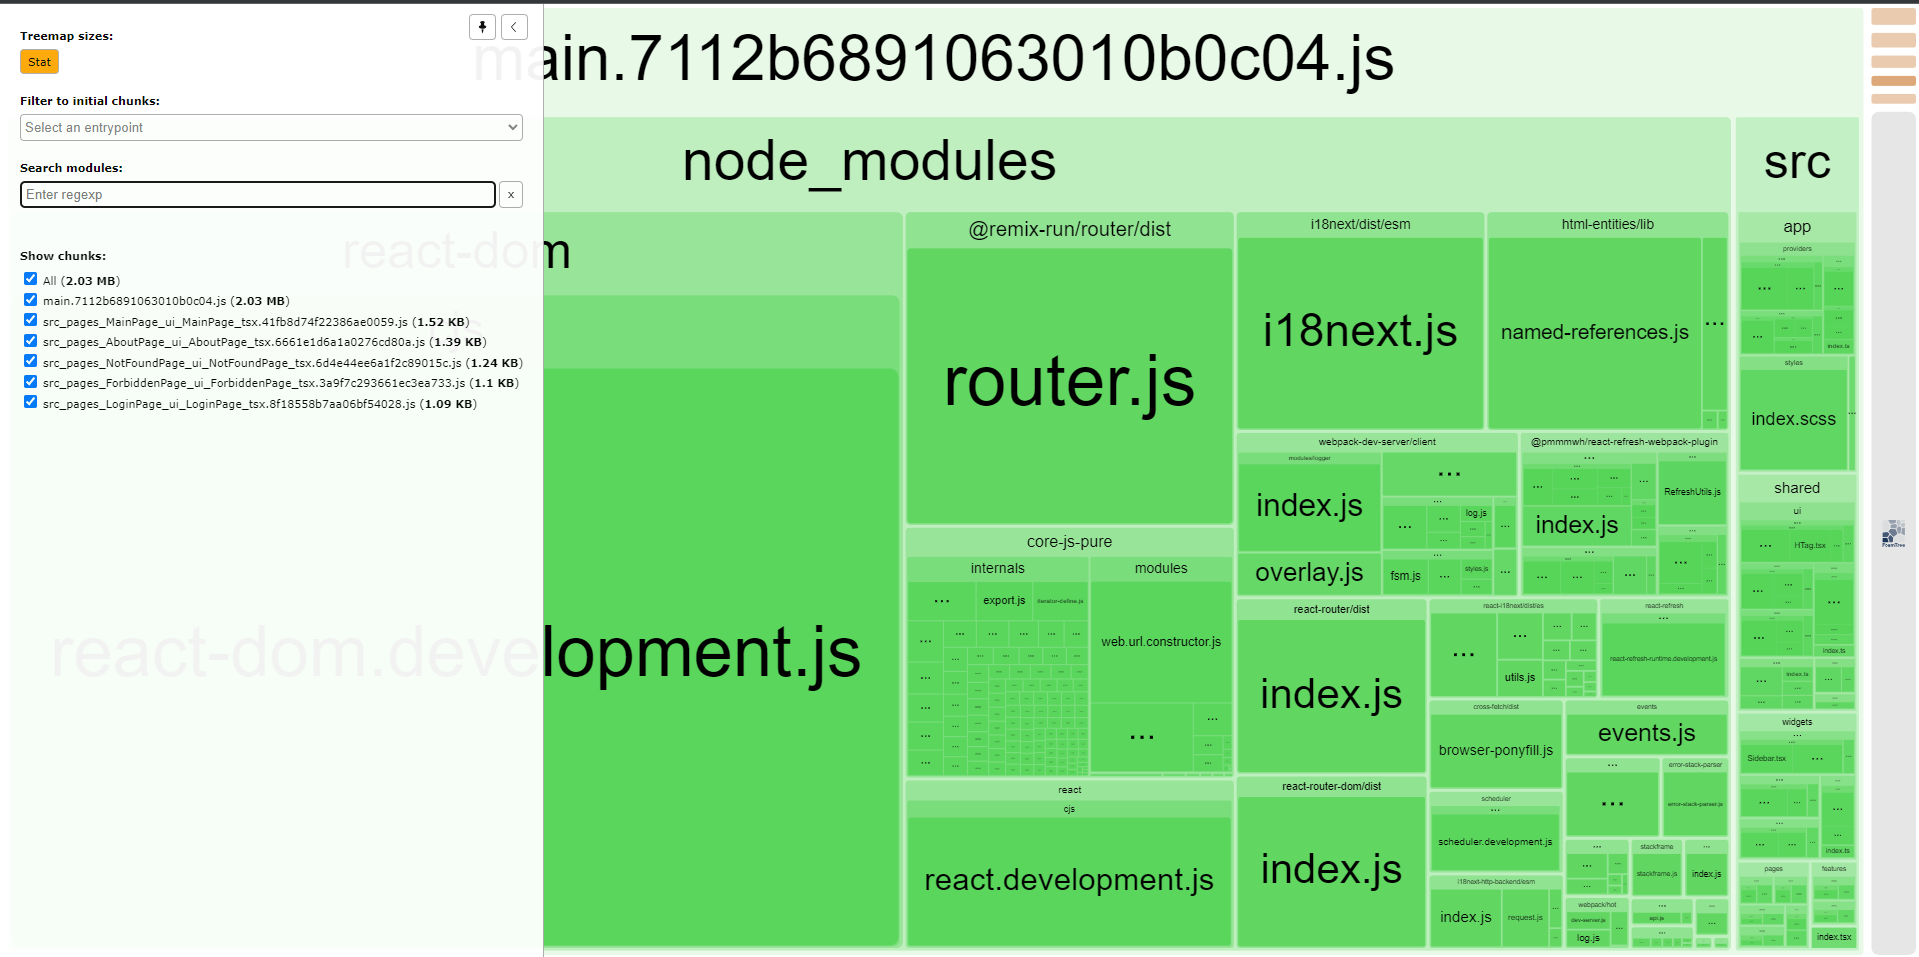 Treemap sizes:
Stat
Filter to initial chunks:
Select an entrypoint
Search modules:
Enter regexp
x
Show chunks:
All (2.03 MB)
main.7112b6891063010b0c04.js (2.03 MB)
src_pages_MainPage_ui_MainPage_tsx.41fb8d74f22386ae0059.js (1.52 KB)
src_pages_AboutPage_ui_AboutPage_tsx.6661e1d6a1a0276cd80a.js (1.39 KB)
src_pages_NotFoundPage_ui_NotFoundPage_tsx.6d4e44ee6a1f2c89015c.js (1.24 KB)
src_pages_ForbiddenPage_ui_ForbiddenPage_tsx.3a9f7c293661ec3ea733.js (1.1 KB)
src_pages_LoginPage_ui_LoginPage_tsx.8f18558b7aa06bf54028.js (1.09 KB)
main.7112b6891063010b0c04.js
node_modules
react-dom
react-dom.development.js
@remix-run/router/dist
router.js
core-js-pure
internals
...
export.js
iterator-define.js
modules
web.url.constructor.js
...
react
cjs
react.development.js
i18next/dist/esm
i18next.js
html-entities/lib
named-references.js
...
webpack-dev-server/client
modules/logger
index.js
...
log.js
overlay.js
fsm.js
styles.js
@pmmmwh/react-refresh-webpack-plugin
...
RefreshUtils.js
index.js
react-router/dist
index.js
react-router-dom/dist
index.js
react-i18next/dist/es
...
utils.js
react-refresh
...
react-refresh-runtime.development.js
cross-fetch/dist
browser-ponyfill.js
events
events.js
...
error-stack-parser
error-stack-parser.js
scheduler
...
scheduler.development.js
stackframe
stackframe.js
index.js
i18next-http-backend/esm
index.js
request.js
webpack/hot
dev-server.js
log.js
api.js
src
app
providers
...
index.ts
styles
index.scss
shared
ui
...
HTag.tsx
index.ts
index.ts
widgets
...
Sidebar.tsx
index.ts
pages
features
index.tsx
FoamTree